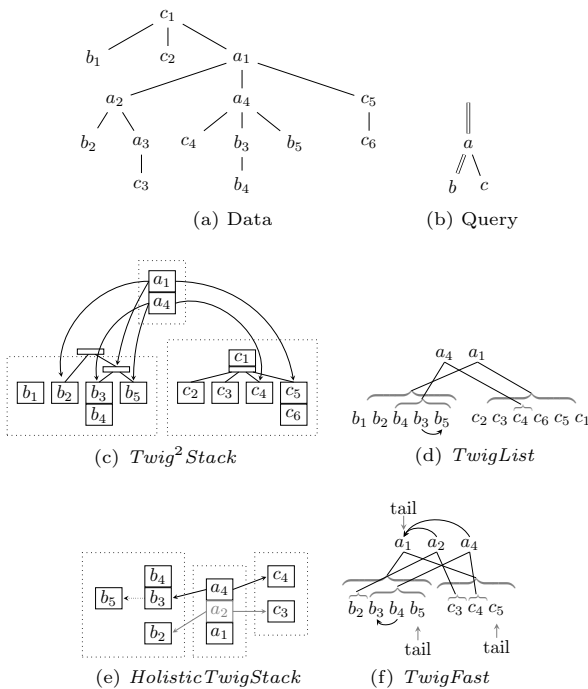 c1
b1 c2 a1
a2 a4 c5
b2 a3 c4 b3 b5 c6 a
c3 b4 b c
(a) Data (b) Query
a1
a4
c1
b1 b2 b3 b5 c2 c3 c4 c5
b4 c6
(c) Twig²Stack
a4 a1
b1 b2 b4 b3 b5 c2 c3 c4 c6 c5 c1
(d) TwigList
b4 a4 c4
b5 b3 a2 c3
b2 a1
(e) HolisticTwigStack
tail
a1 a2 a4
b2 b3 b4 b5 c3 c4 c5
tail tail
(f) TwigFast